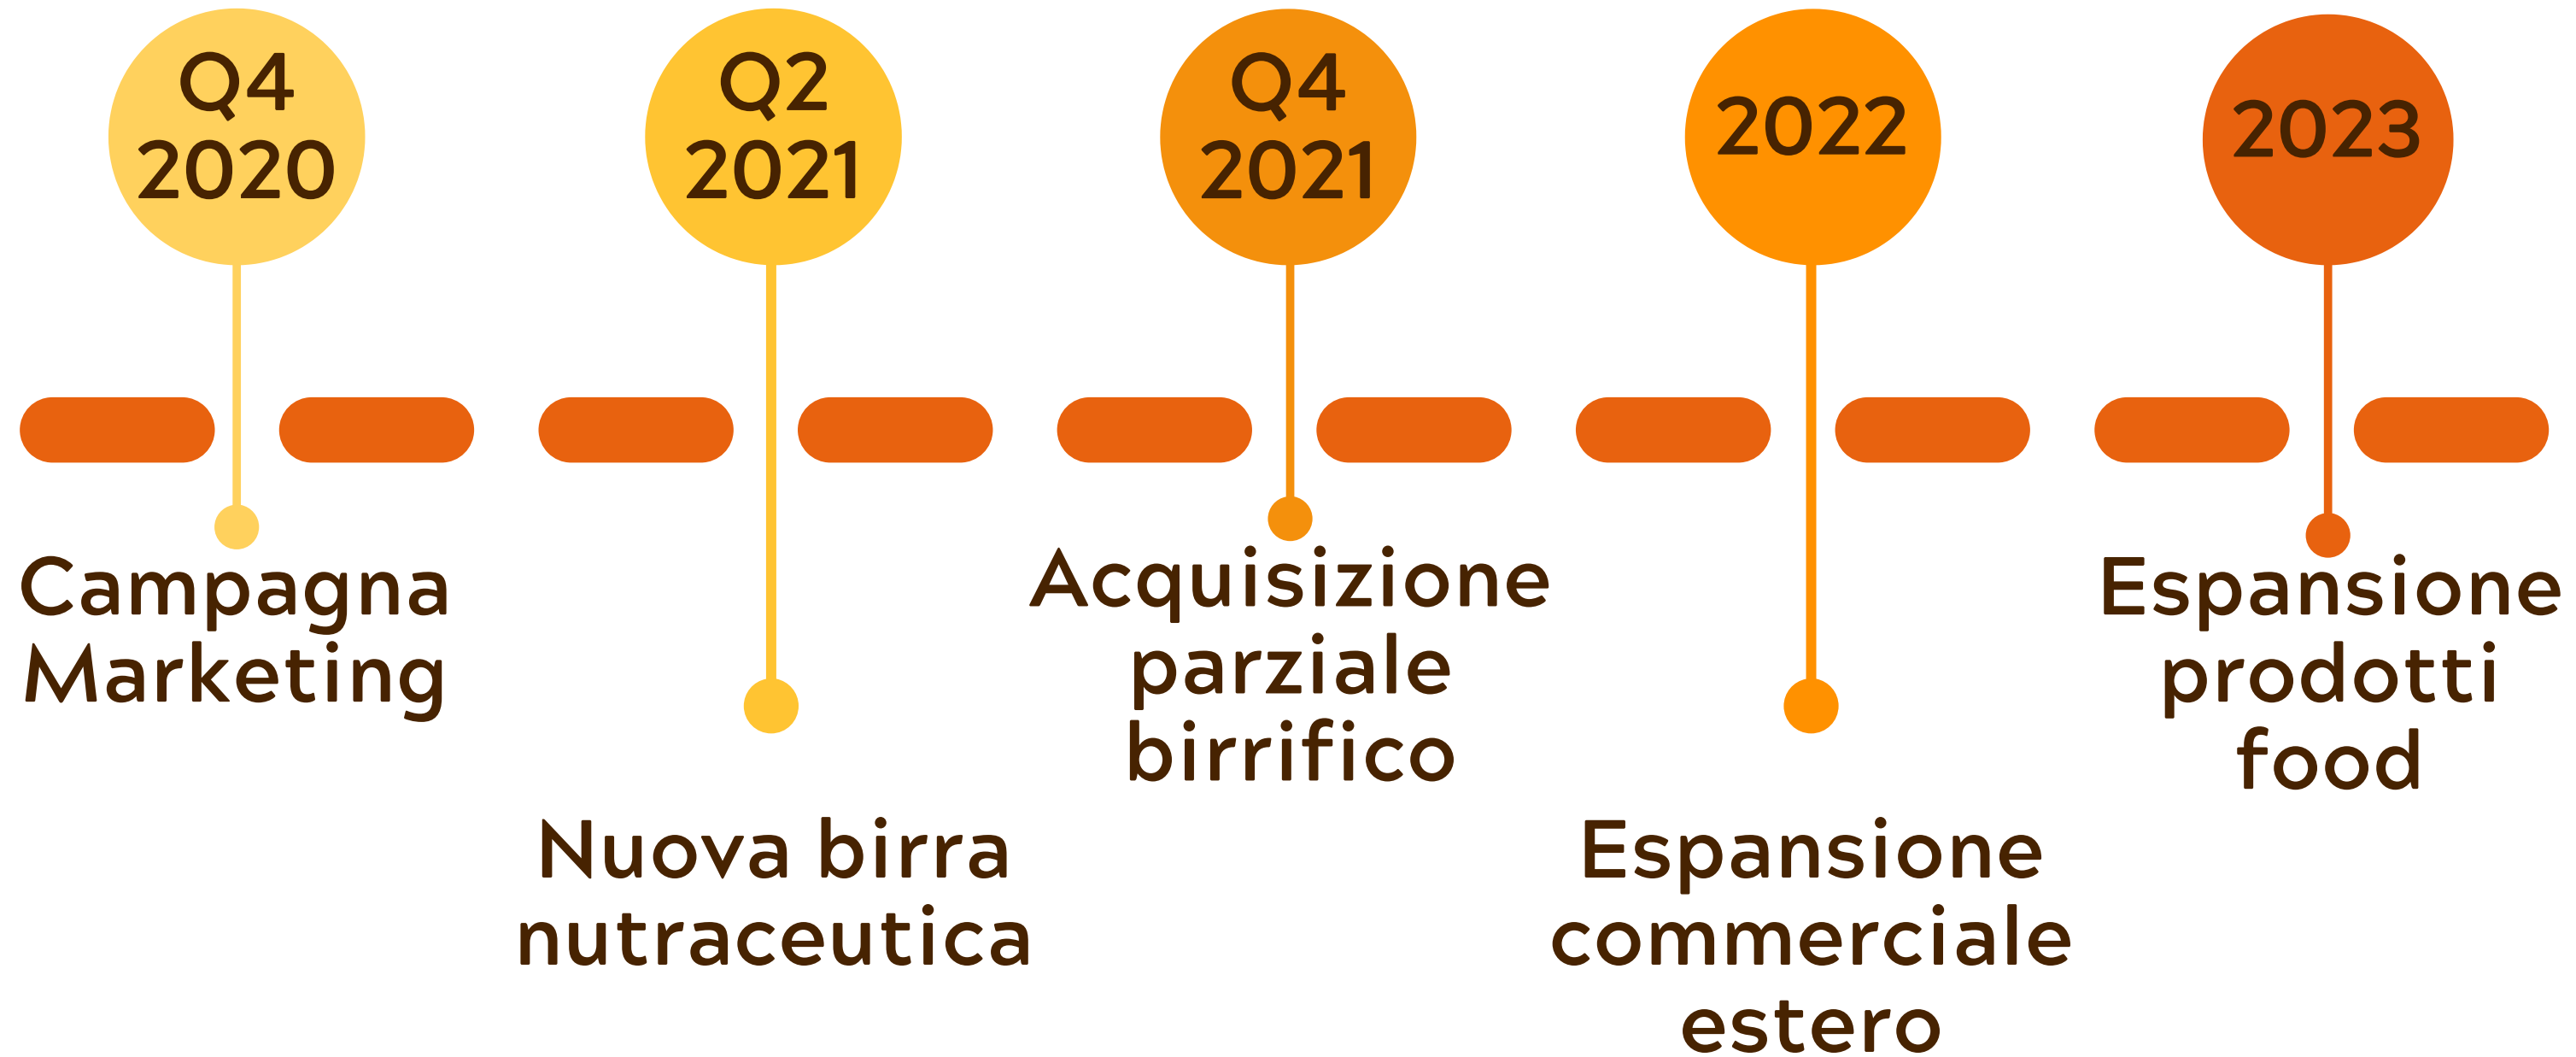 Q4
2020
Campagna
Marketing
Q2
2021
Nuova birra
nutraceutica
Q4
2021
Acquisizione
parziale
birrifico
2022
Espansione
commerciale
estero
2023
Espansione
prodotti
food